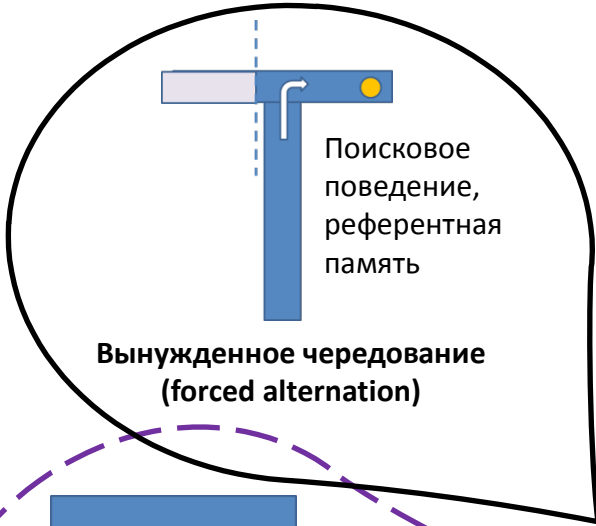 Поисковое
поведение,
референтная
память
Вынужденное чередование
(forced alternation)